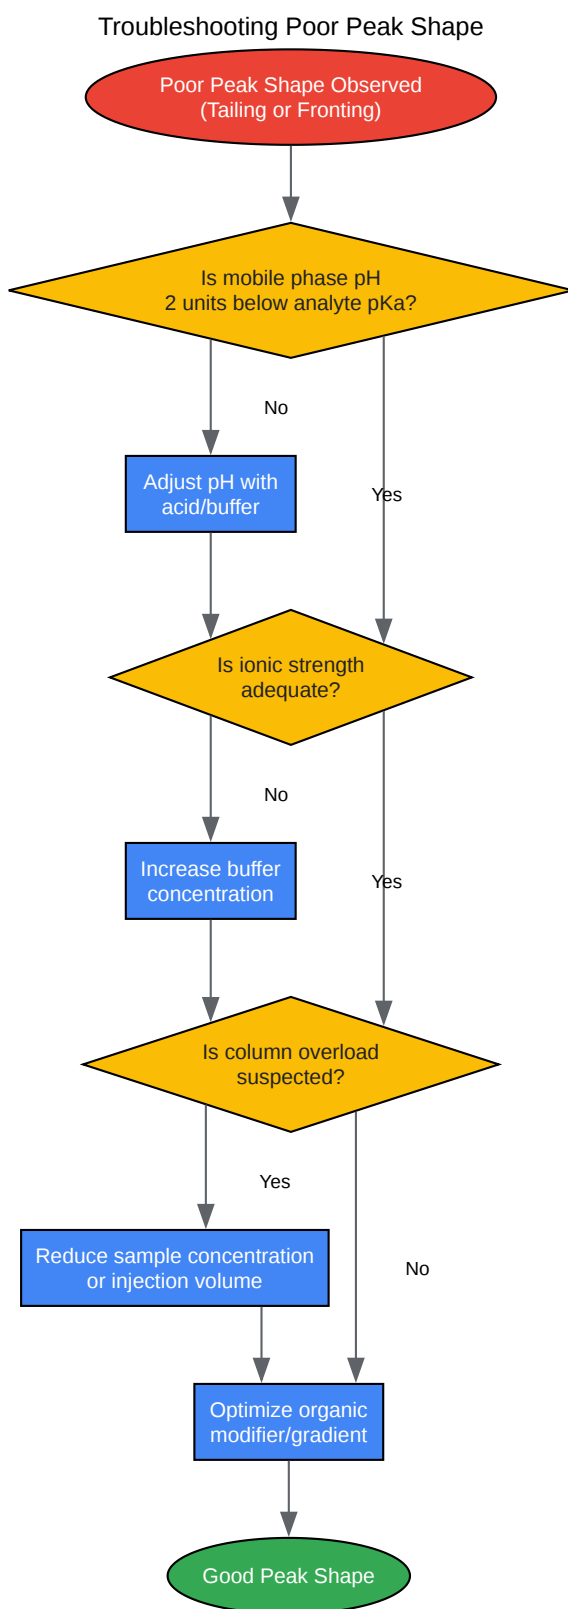 Troubleshooting Poor Peak Shape
Poor Peak Shape Observed
(Tailing or Fronting)
Is mobile phase pH
2 units below analyte pKa?
No
Adjust pH with
acid/buffer
Yes
Is ionic strength
adequate?
No
Increase buffer
concentration
Yes
Is column overload
suspected?
Yes
Reduce sample concentration
or injection volume
No
Optimize organic
modifier/gradient
Good Peak Shape